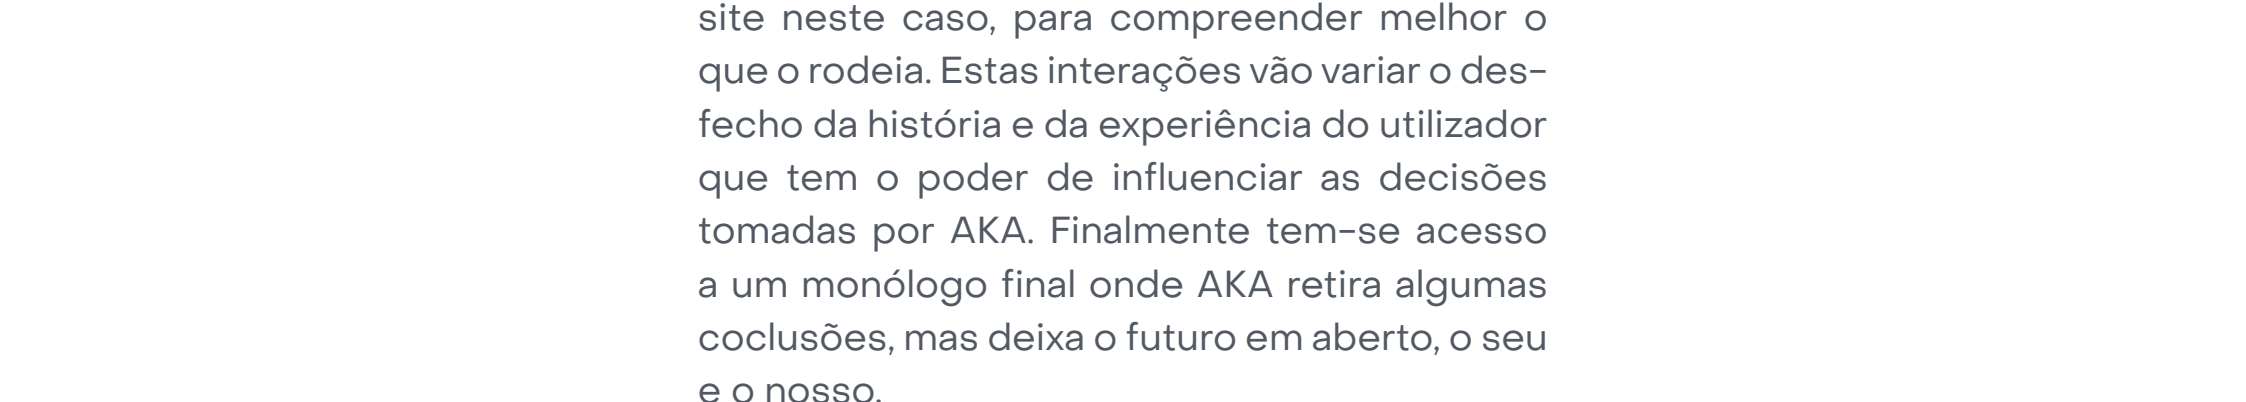 site neste caso, para compreender melhor o
que o rodeia. Estas interações vão variar o des-
fecho da história e da experiência do utilizador
que tem o poder de influenciar as decisões
tomadas por AKA. Finalmente tem-se acesso
a um monólogo final onde AKA retira algumas
coclusões, mas deixa o futuro em aberto, o seu
e o nosso.